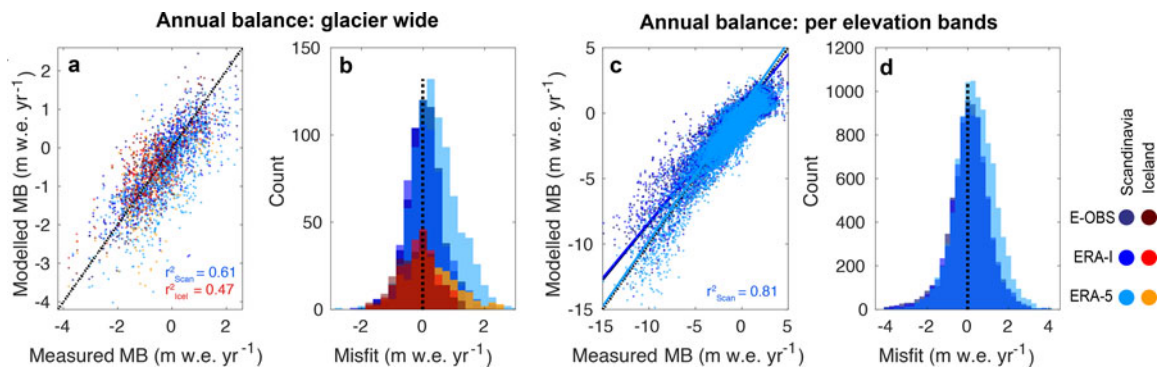 Annual balance: glacier wide
Annual balance: per elevation bands
a
Modelled MB (m w.e. yr⁻¹)
2
1
0
-1
-2
-3
-4
-4
-2
0
2
Measured MB (m w.e. yr⁻¹)
r²Scan = 0.61
r²Icel = 0.47
b
Count
150
100
50
0
-2
0
2
Misfit (m w.e. yr⁻¹)
c
Modelled MB (m w.e. yr⁻¹)
5
0
-5
-10
-15
-15
-10
-5
0
5
Measured MB (m w.e. yr⁻¹)
r²Scan = 0.81
d
Count
1200
1000
800
600
400
200
0
-4
-2
0
2
4
Misfit (m w.e. yr⁻¹)
Scandinavia
Iceland
E-OBS
ERA-I
ERA-5